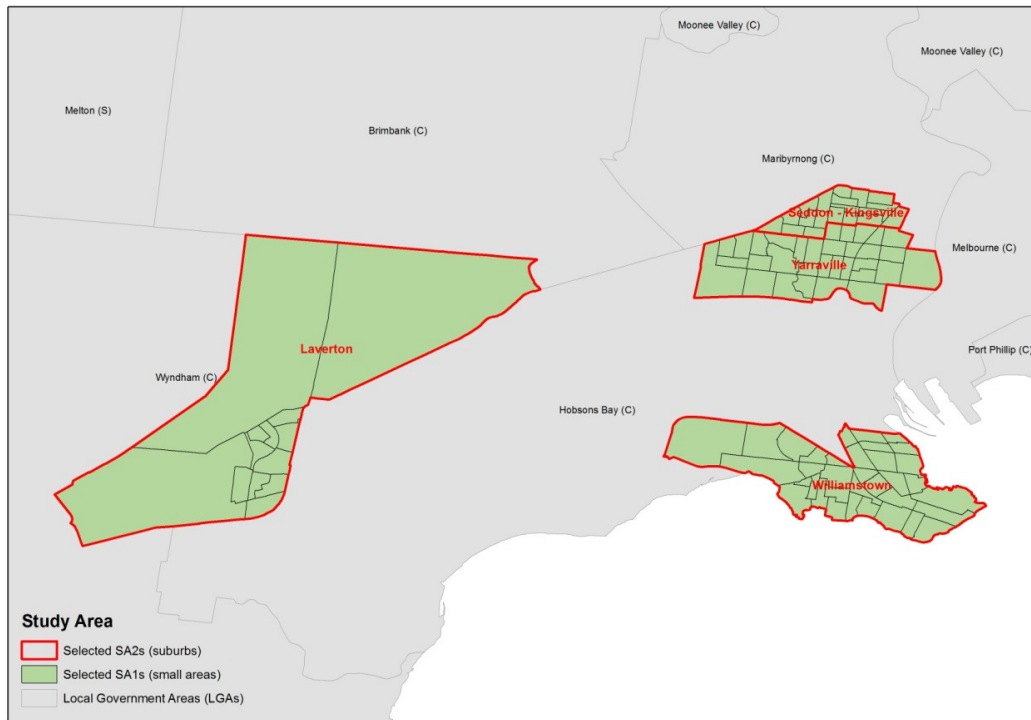 Moonee Valley (C)
Moonee Valley (C)
Melton (S)
Brimbank (C)
Maribyrnong (C)
Seddon - Kingsville
Melbourne (C)
Yarraville
Laverton
Port Phillip (C)
Wyndham (C)
Hobsons Bay (C)
Williamstown
Study Area
Selected SA2s (suburbs)
Selected SA1s (small areas)
Local Government Areas (LGAs)